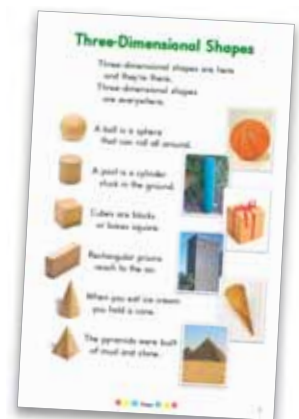 Three-Dimensional Shapes
Three-dimensional shapes are here
and they're there.
Three-dimensional shapes
are everywhere.
A ball is a sphere
that can roll all around.
A post is a cylinder
stuck in the ground.
Cubes are blocks
or boxes square.
Rectangular prisms
reach to the air.
When you eat ice cream
you hold a cone.
The pyramids were built
of mud and stone.